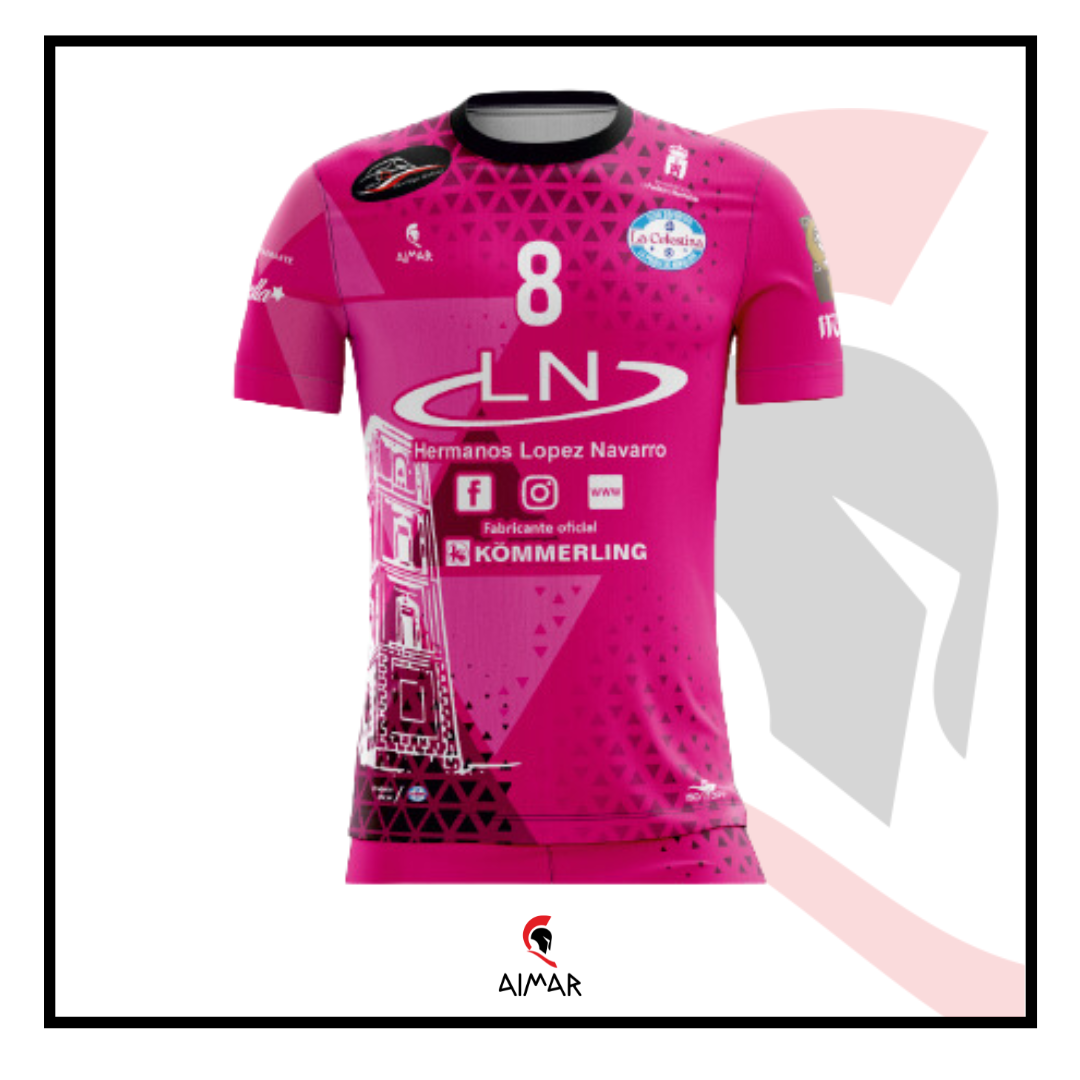 AIMAR
La Celestina
8
LN
Hermanos Lopez Navarro
www
Fabricante oficial
KÖMMERLING
AIMAR